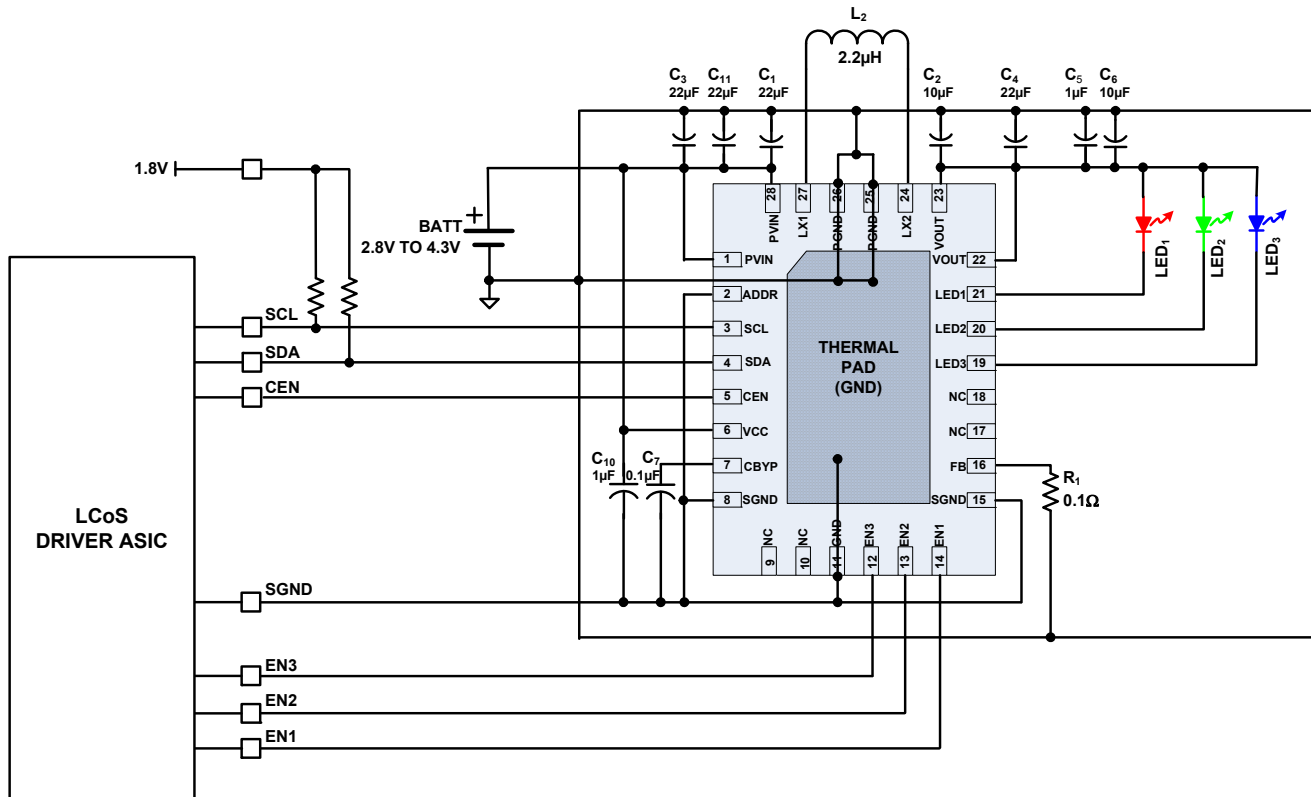 L2
2.2µH
C3
22µF
C11
22µF
C1
22µF
C2
10µF
C4
22µF
C5
1µF
C6
10µF
1.8V
BATT
2.8V TO 4.3V
+
28
PVIN
27
LX1
26
PGND
25
PGND
24
LX2
23
VOUT
1 PVIN
2 ADDR
3 SCL
4 SDA
5 CEN
6 VCC
7 CBYP
8 SGND
VOUT 22
LED1 21
LED2 20
LED3 19
NC 18
NC 17
FB 16
SGND 15
THERMAL
PAD
(GND)
LED1
LED2
LED3
SCL
SDA
CEN
C10
1µF
C7
0.1µF
R1
0.1Ω
NC
9
NC
10
GND
11
EN3
12
EN2
13
EN1
14
LCoS
DRIVER ASIC
SGND
EN3
EN2
EN1